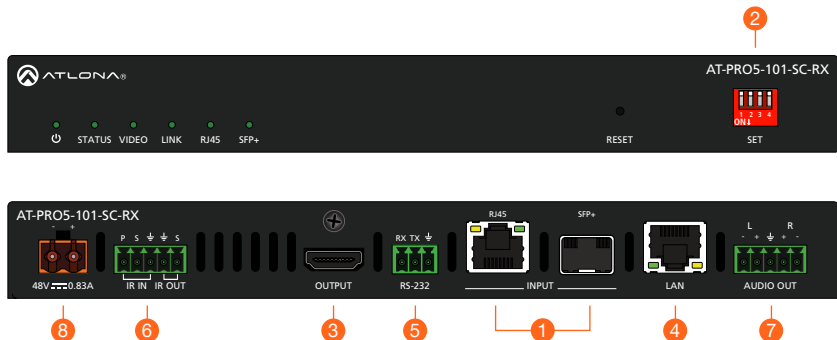 2
ATLONA®
AT-PRO5-101-SC-RX
1 2 3 4
ON
STATUS VIDEO LINK RJ45 SFP+
RESET
SET
AT-PRO5-101-SC-RX
- +
P S S
RX TX
RJ45
SFP+
L R
- + + -
48V 0.83A
IR IN IR OUT
OUTPUT
RS-232
INPUT
LAN
AUDIO OUT
8 6 3 5 1 4 7